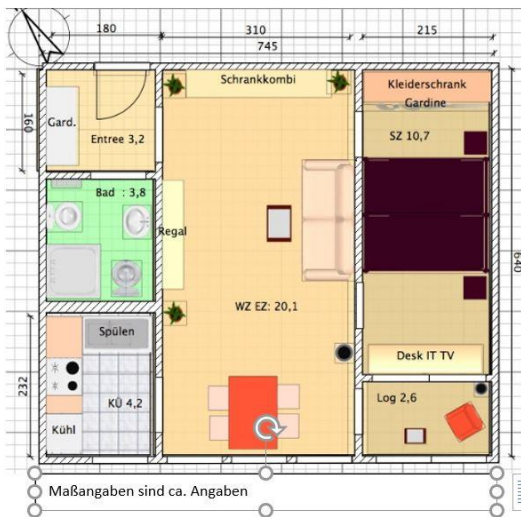 180
310
215
745
Schrankkombi
Kleiderschrank
Gardine
160
Gard.
Entree 3,2
SZ 10,7
Bad : 3,8
Regal
640
WZ EZ: 20,1
Spülen
Desk IT TV
232
KÜ 4,2
Log 2,6
Kühl
Maßangaben sind ca. Angaben